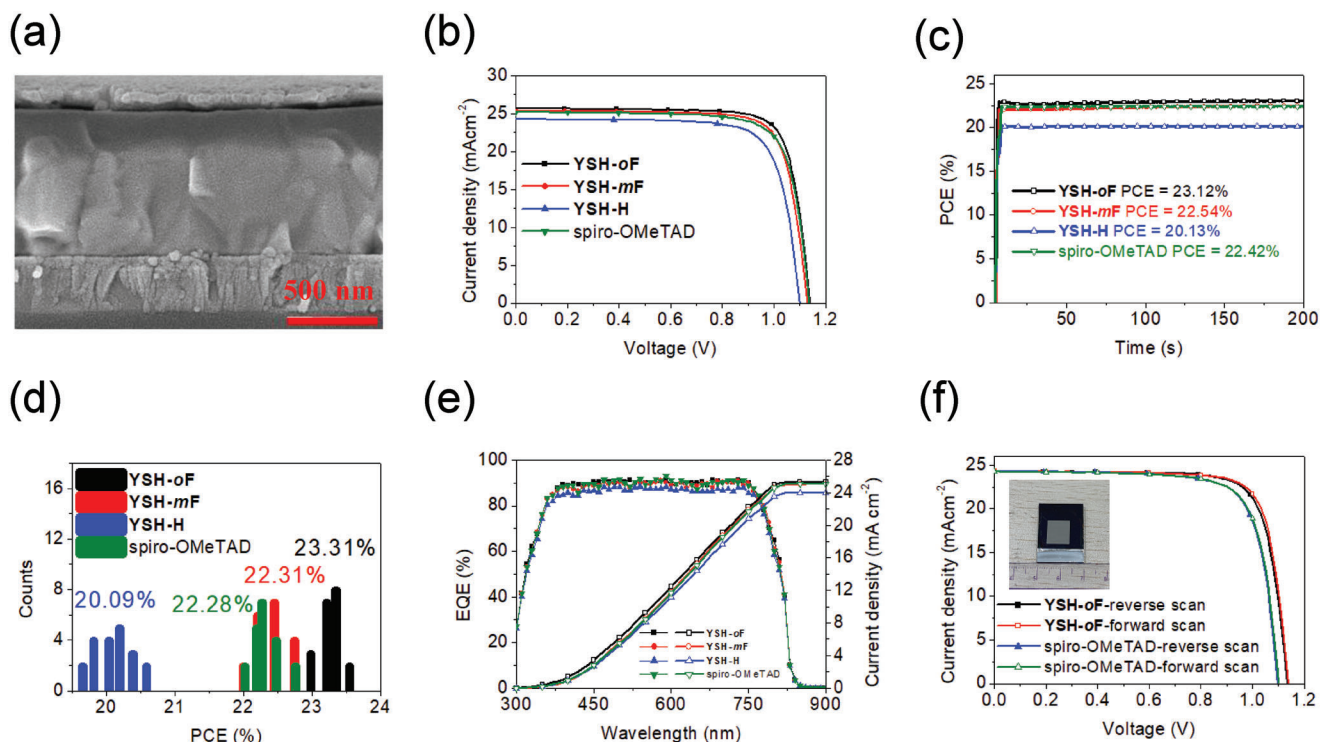 (a)
500 nm
(b)
Current density (mAcm⁻²)
30
25
20
15
10
5
0
YSH-oF
YSH-mF
YSH-H
spiro-OMeTAD
0.0 0.2 0.4 0.6 0.8 1.0 1.2
Voltage (V)
(c)
PCE (%)
25
20
15
10
5
0
YSH-oF PCE = 23.12%
YSH-mF PCE = 22.54%
YSH-H PCE = 20.13%
spiro-OMeTAD PCE = 22.42%
50 100 150 200
Time (s)
(d)
Counts
16
12
8
4
0
YSH-oF
YSH-mF
YSH-H
spiro-OMeTAD
23.31%
22.31%
20.09%
22.28%
20 21 22 23 24
PCE (%)
(e)
EQE (%)
100
80
60
40
20
0
YSH-oF
YSH-mF
YSH-H
spiro-OMeTAD
28
24
20
16
12
8
4
0
Current density (mA cm⁻²)
300 450 600 750 900
Wavelength (nm)
(f)
Current density (mAcm⁻²)
25
20
15
10
5
0
YSH-oF-reverse scan
YSH-oF-forward scan
spiro-OMeTAD-reverse scan
spiro-OMeTAD-forward scan
0.0 0.2 0.4 0.6 0.8 1.0 1.2
Voltage (V)